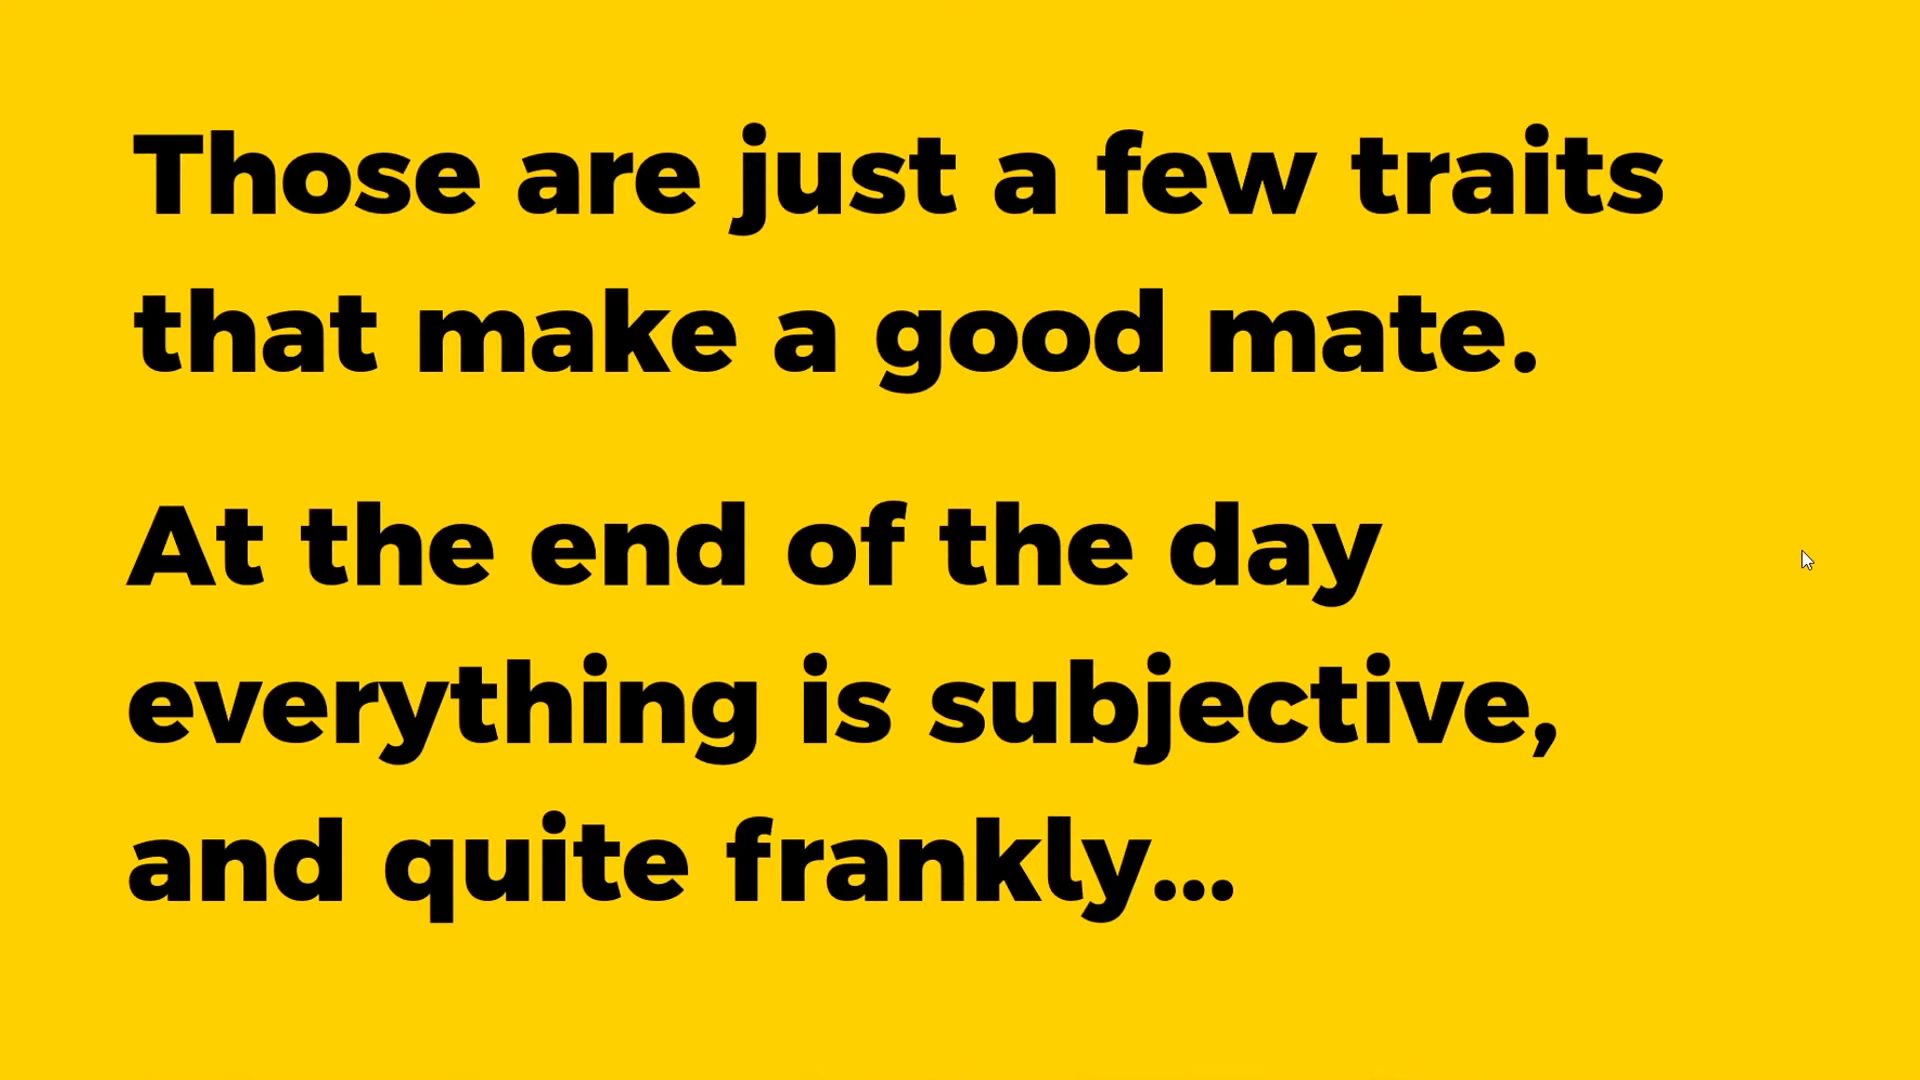 Those are just a few traits
that make a good mate.
At the end of the day
everything is subjective,
and quite frankly...